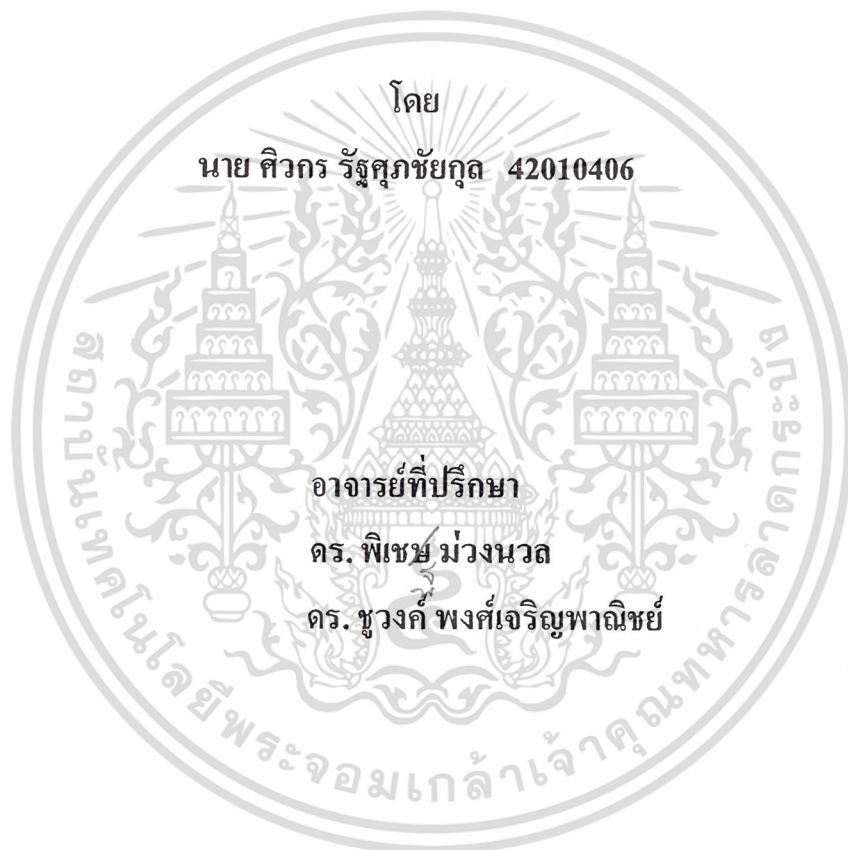 โดย
นาย ศิวกร รัฐศุภชัยกุล 42010406
อาจารย์ที่ปรึกษา
ดร. พิเชษ ม่วงนวล
ดร. ชูวงค์ พงศ์เจริญพาณิชย์
สถาบันเทคโนโลยีพระจอมเกล้าเจ้าคุณทหารลาดกระบัง